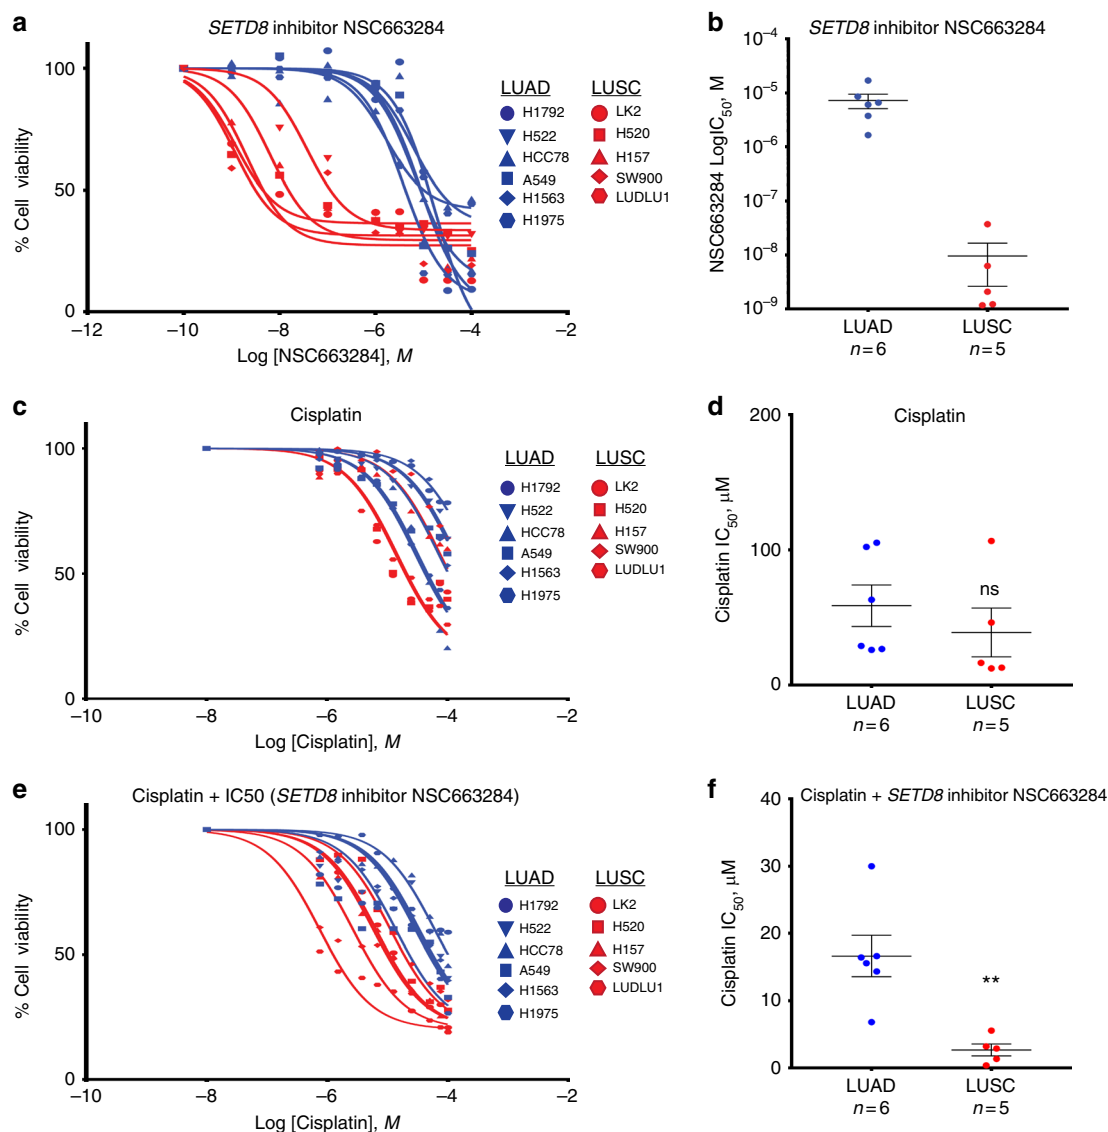 a
SETD8 inhibitor NSC663284
% Cell viability
100
50
0
−12
−10
−8
−6
−4
−2
Log [NSC663284], M
LUAD
H1792
H522
HCC78
A549
H1563
H1975
LUSC
LK2
H520
H157
SW900
LUDLU1
b
SETD8 inhibitor NSC663284
NSC663284 LogIC50, M
10−4
10−5
10−6
10−7
10−8
10−9
LUAD
n=6
LUSC
n=5
c
Cisplatin
% Cell viability
100
50
0
−10
−8
−6
−4
−2
Log [Cisplatin], M
LUAD
H1792
H522
HCC78
A549
H1563
H1975
LUSC
LK2
H520
H157
SW900
LUDLU1
d
Cisplatin
Cisplatin IC50, μM
200
100
0
ns
LUAD
n=6
LUSC
n=5
e
Cisplatin + IC50 (SETD8 inhibitor NSC663284)
% Cell viability
100
50
0
−10
−8
−6
−4
−2
Log [Cisplatin], M
LUAD
H1792
H522
HCC78
A549
H1563
H1975
LUSC
LK2
H520
H157
SW900
LUDLU1
f
Cisplatin + SETD8 inhibitor NSC663284
Cisplatin IC50, μM
40
30
20
10
0
**
LUAD
n=6
LUSC
n=5